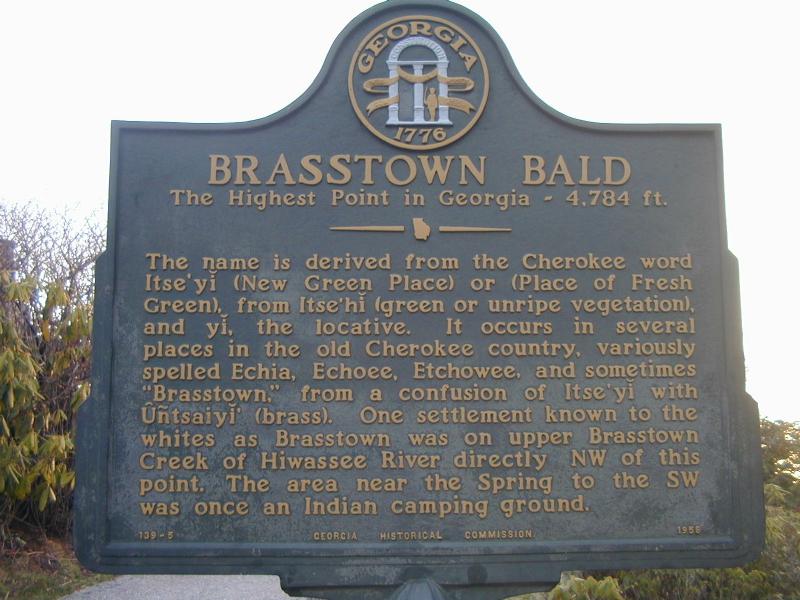 GEORGIA
1776
BRASSTOWN BALD
The Highest Point in Georgia - 4,784 ft.
The name is derived from the Cherokee word
Itse'yĭ (New Green Place) or (Place of Fresh
Green), from Itse'hĭ (green or unripe vegetation),
and yĭ, the locative. It occurs in several
places in the old Cherokee country, variously
spelled Echia, Echoee, Etchowee, and sometimes
"Brasstown," from a confusion of Itse'yĭ with
Ûñtsaiyĭ' (brass). One settlement known to the
whites as Brasstown was on upper Brasstown
Creek of Hiwassee River directly NW of this
point. The area near the Spring to the SW
was once an Indian camping ground.
139-5 GEORGIA HISTORICAL COMMISSION. 1958